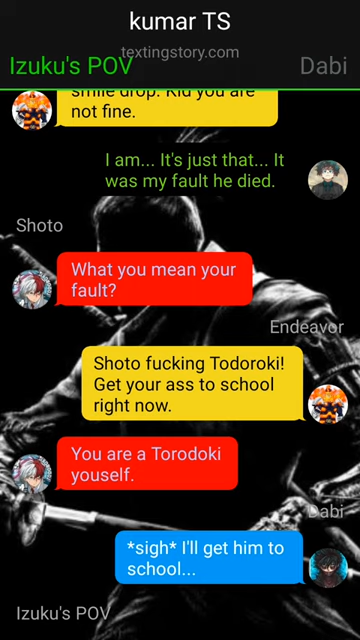 kumar TS
textingstory.com
Izuku's POV
Dabi
smile drop. Kid you are
not fine.
I am... It's just that... It
was my fault he died.
Shoto
What you mean your
fault?
Endeavor
Shoto fucking Todoroki!
Get your ass to school
right now.
You are a Torodoki
youself.
Dabi
*sigh* I'll get him to
school...
Izuku's POV